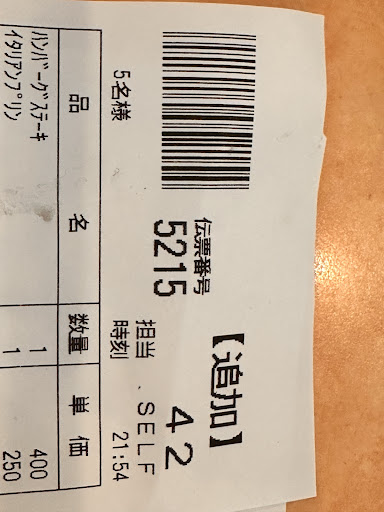 【追加】 42
伝票番号
5215 担当 、SELF
5名様 時刻 21:54
品 名 数量 単 価
ハンバーグステーキ 1 400
イタリアンプリン 1 250